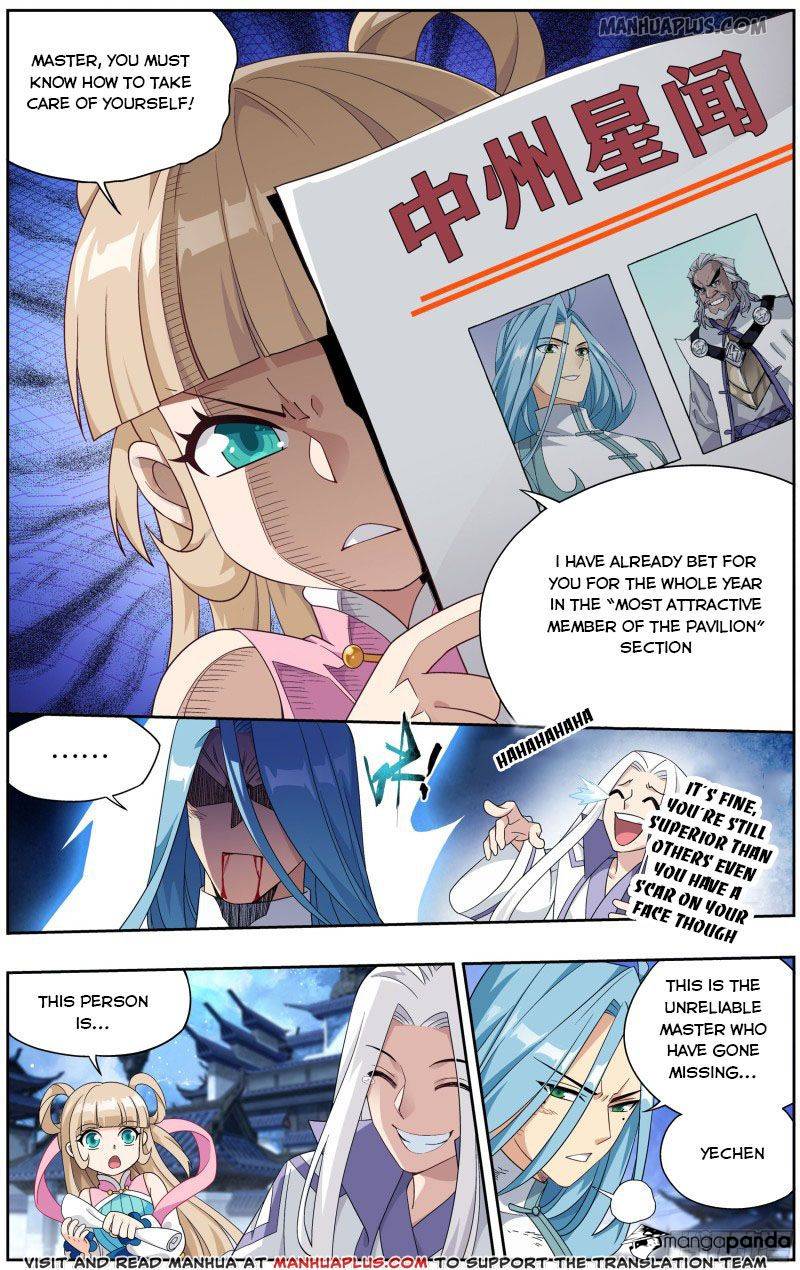 MANHUAPLUS.COM
MASTER, YOU MUST
KNOW HOW TO TAKE
CARE OF YOURSELF!
中州星闻
I HAVE ALREADY BET FOR
YOU FOR THE WHOLE YEAR
IN THE “MOST ATTRACTIVE
MEMBER OF THE PAVILION”
SECTION
......
HAHAHAHAHA
IT'S FINE,
YOU'RE STILL
SUPERIOR THAN
OTHERS EVEN
YOU HAVE A
SCAR ON YOUR
FACE THOUGH
THIS PERSON
IS...
THIS IS THE
UNRELIABLE
MASTER WHO
HAVE GONE
MISSING...
YECHEN
mangapanda
VISIT AND READ MANHUA AT MANHUAPLUS.COM TO SUPPORT THE TRANSLATION TEAM